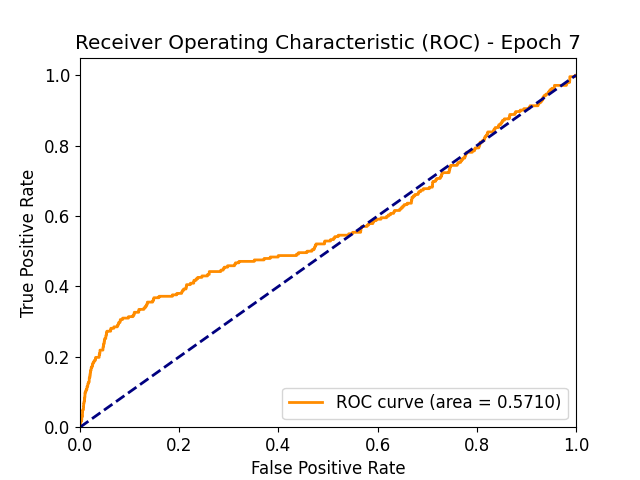 Receiver Operating Characteristic (ROC) - Epoch 7
True Positive Rate
1.0
0.8
0.6
0.4
0.2
0.0
ROC curve (area = 0.5710)
0.0 0.2 0.4 0.6 0.8 1.0
False Positive Rate